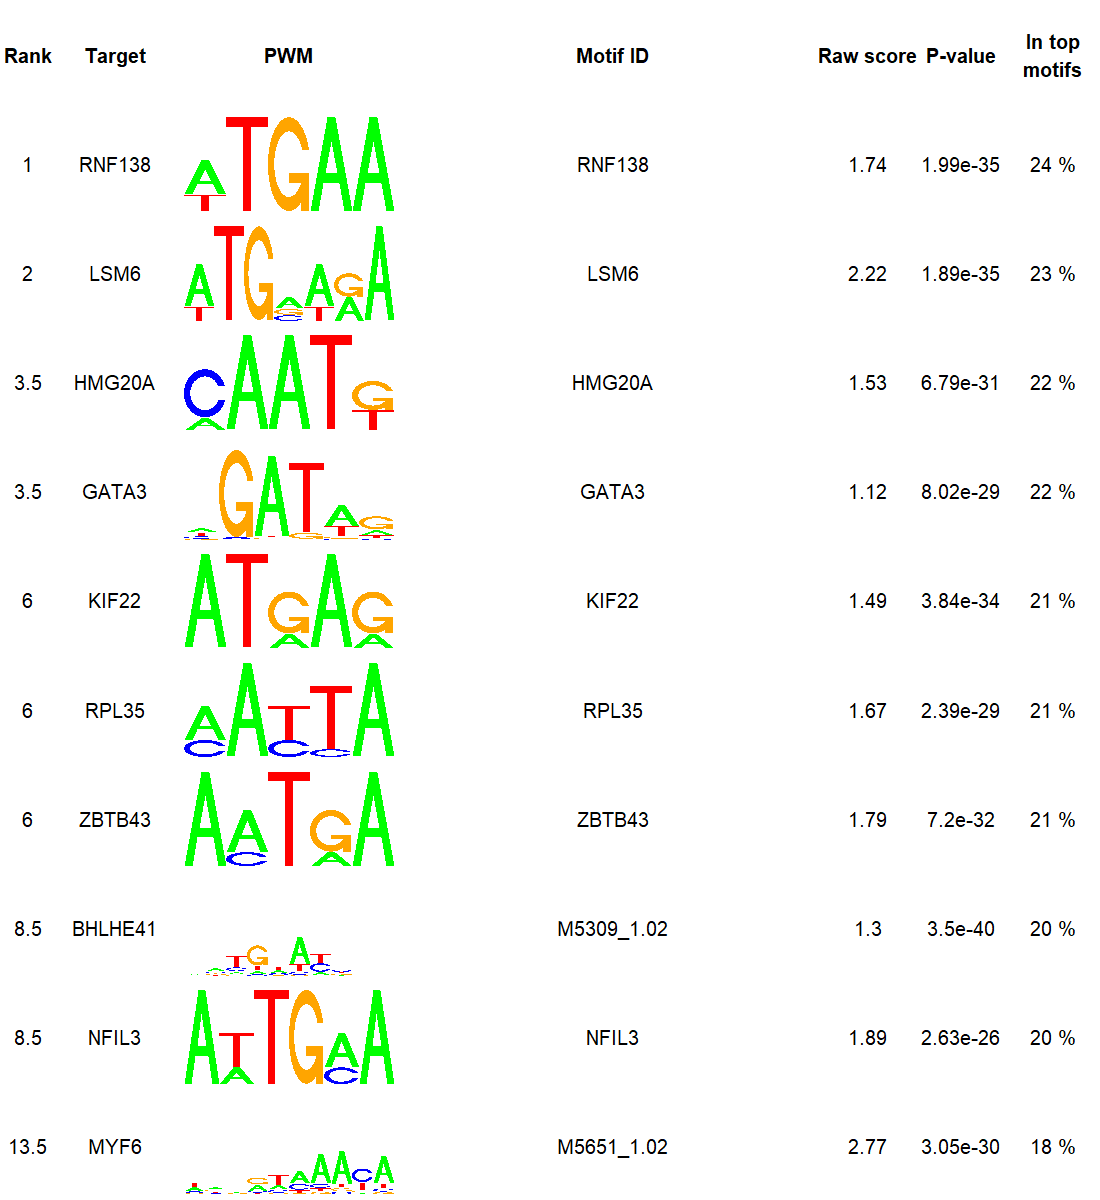 Rank Target PWM Motif ID Raw score P-value In top motifs
1 RNF138 ATGAA RNF138 1.74 1.99e-35 24 %
2 LSM6 LSM6 2.22 1.89e-35 23 %
3.5 HMG20A CAATG HMG20A 1.53 6.79e-31 22 %
3.5 GATA3 GATA3 1.12 8.02e-29 22 %
6 KIF22 ATGAG KIF22 1.49 3.84e-34 21 %
6 RPL35 AATTA RPL35 1.67 2.39e-29 21 %
6 ZBTB43 AATGA ZBTB43 1.79 7.2e-32 21 %
8.5 BHLHE41 M5309_1.02 1.3 3.5e-40 20 %
8.5 NFIL3 ATTGAA NFIL3 1.89 2.63e-26 20 %
13.5 MYF6 M5651_1.02 2.77 3.05e-30 18 %